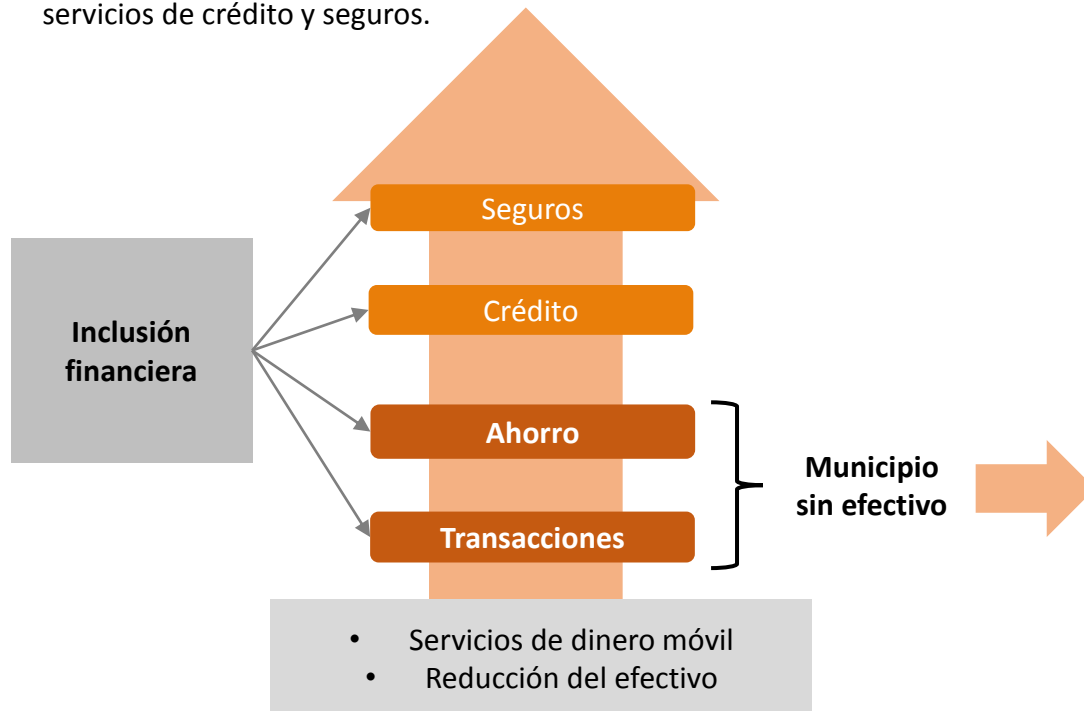 servicios de crédito y seguros.
Seguros
Crédito
Inclusión
financiera
Ahorro
Municipio
sin efectivo
Transacciones
• Servicios de dinero móvil
• Reducción del efectivo